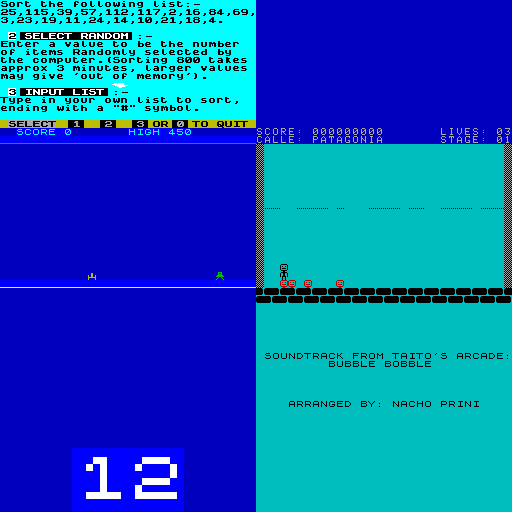 Sort the following list:-
25,115,39,57,112,117,2,16,84,69,
3,23,19,11,24,14,10,21,18,4.
2 SELECT RANDOM :-
Enter a value to be the number
of items Randomly selected by
the computer.(Sorting 800 takes
approx 3 minutes, larger values
may give 'out of memory').
3 INPUT LIST :-
Type in your own list to sort,
ending with a "#" symbol.
SELECT 1 2 3 OR 0 TO QUIT
SCORE 0 HIGH 450
SCORE: 000000000 LIVES: 03
CALLE: PATAGONIA STAGE: 01
SOUNDTRACK FROM TAITO'S ARCADE:
BUBBLE BOBBLE
ARRANGED BY: NACHO PRINI
12